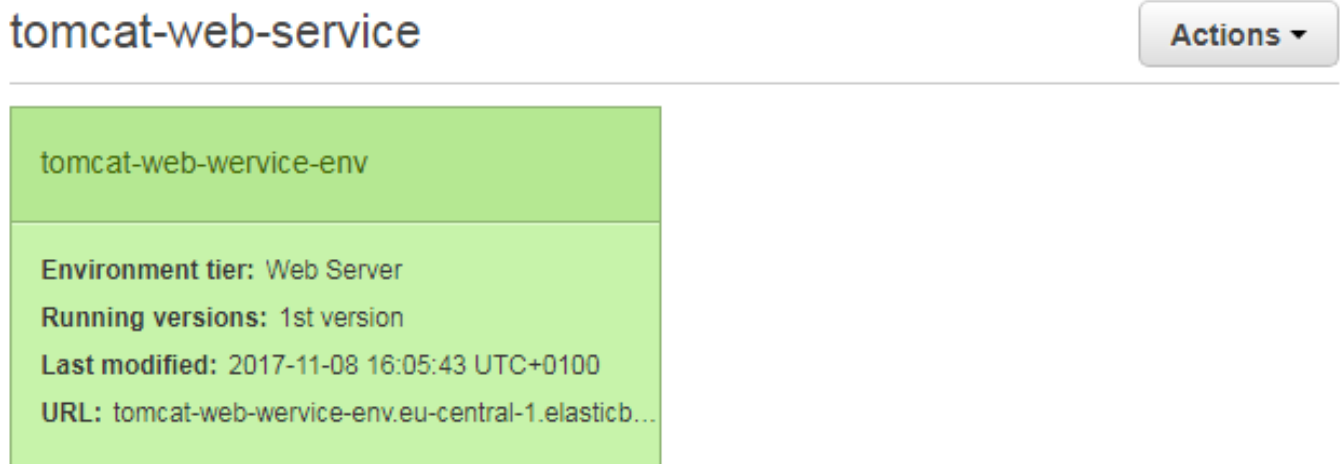 tomcat-web-service
Actions
tomcat-web-wervice-env
Environment tier: Web Server
Running versions: 1st version
Last modified: 2017-11-08 16:05:43 UTC+0100
URL: tomcat-web-wervice-env.eu-central-1.elasticb...